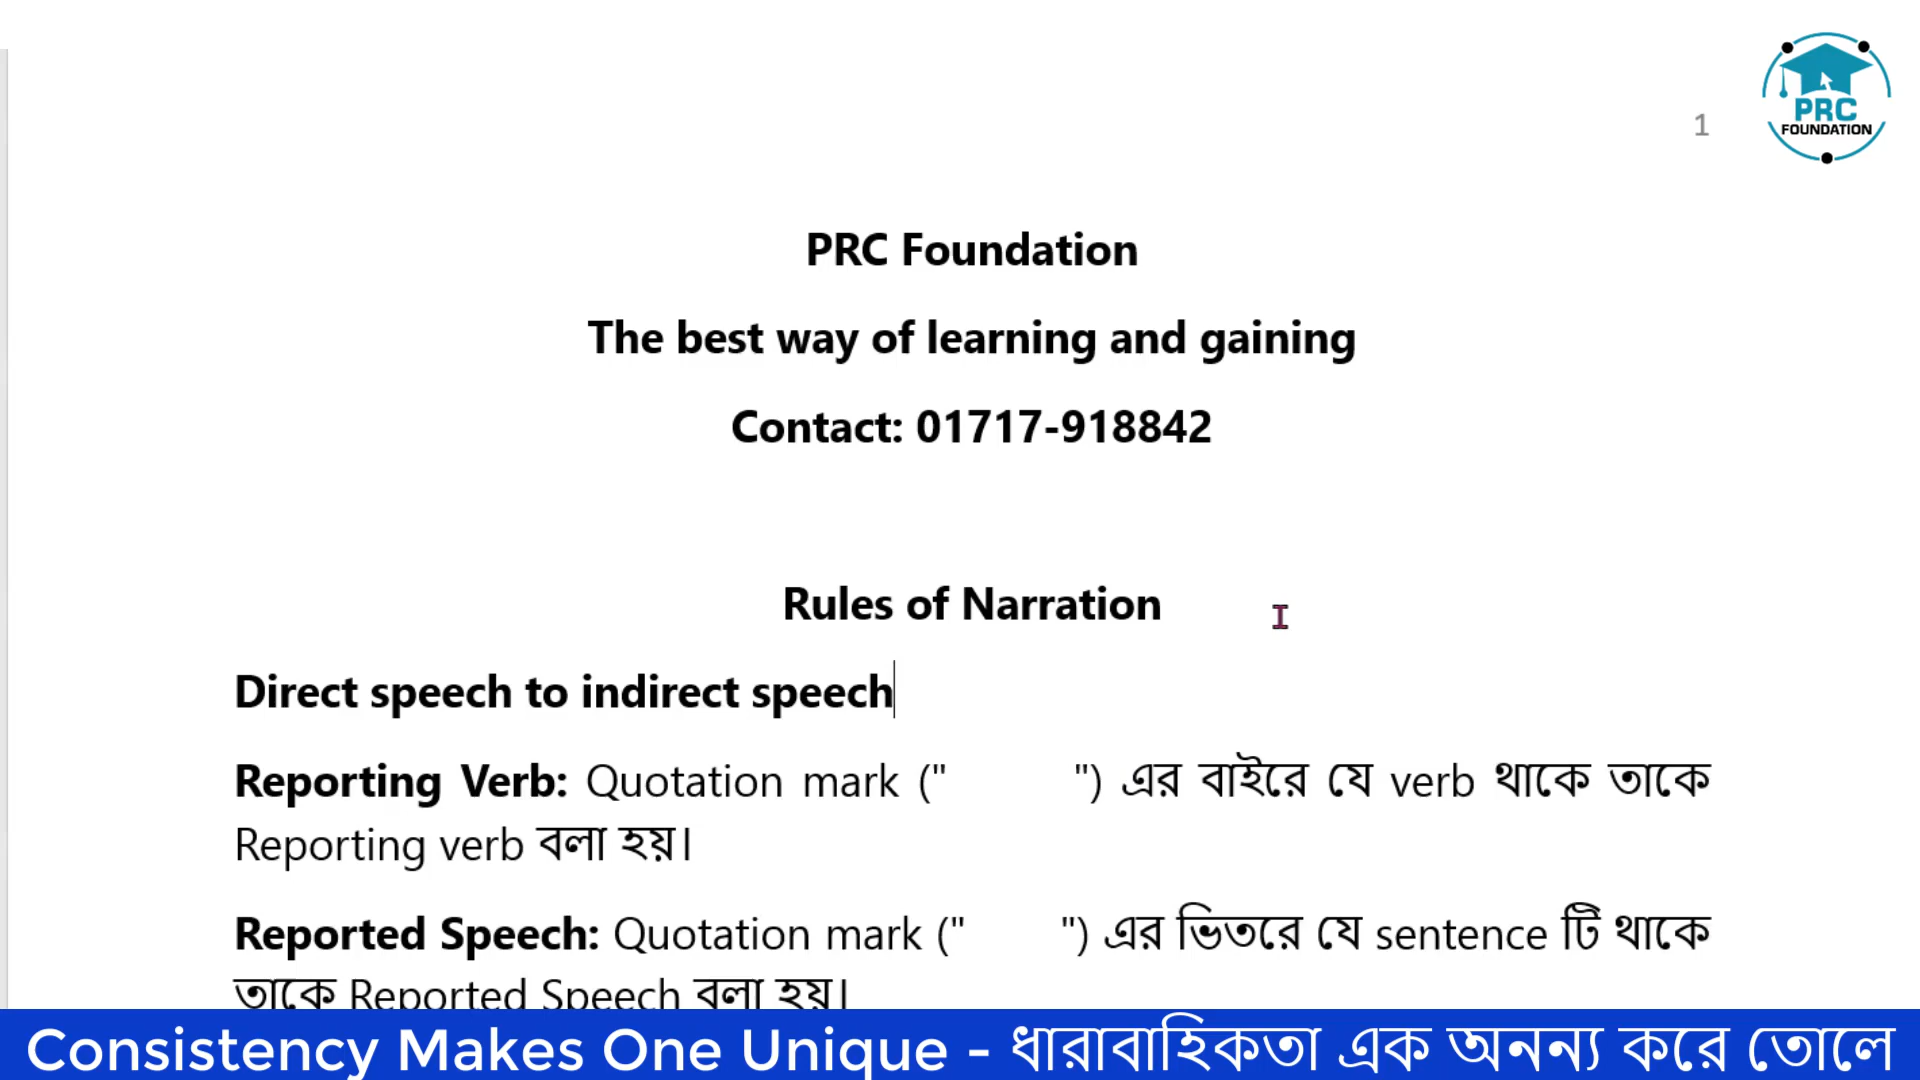 PRC
FOUNDATION
1
PRC Foundation
The best way of learning and gaining
Contact: 01717-918842
Rules of Narration
Direct speech to indirect speech
Reporting Verb: Quotation mark (" ") এর বাইরে যে verb থাকে তাকে
Reporting verb বলা হয়।
Reported Speech: Quotation mark (" ") এর ভিতরে যে sentence টি থাকে
তাকে Reported Speech বলা হয়।
Consistency Makes One Unique - ধারাবাহিকতা এক অনন্য করে তোলে